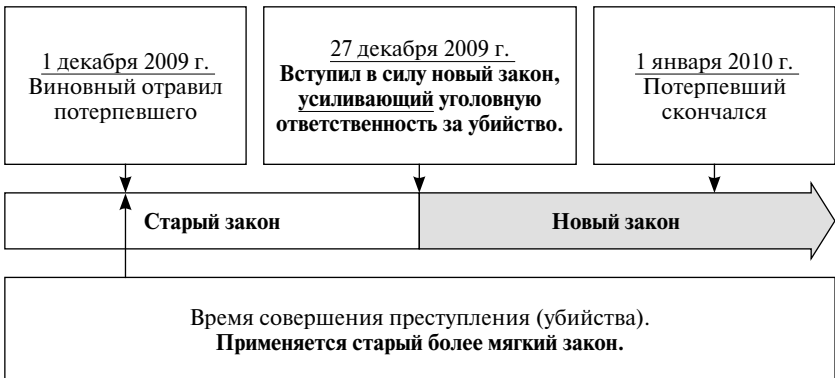 1 декабря 2009 г.
Виновный отравил
потерпевшего
27 декабря 2009 г.
Вступил в силу новый закон,
усиливающий уголовную
ответственность за убийство.
1 января 2010 г.
Потерпевший
скончался
Старый закон
Новый закон
Время совершения преступления (убийства).
Применяется старый более мягкий закон.